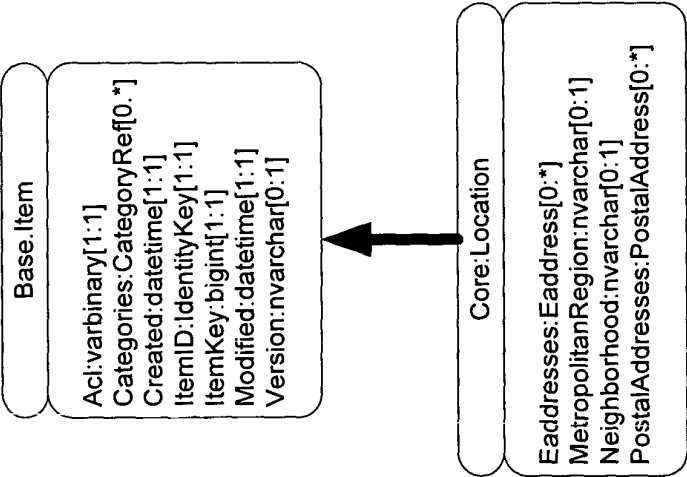 Base.Item
Acl:varbinary[1:1]
Categories:CategoryRef[0.*]
Created:datetime[1:1]
ItemID:IdentityKey[1:1]
ItemKey:bigint[1:1]
Modified:datetime[1:1]
Version:nvarchar[0:1]
Core:Location
Eaddresses:Eaddress[0:*]
MetropolitanRegion:nvarchar[0:1]
Neighborhood:nvarchar[0:1]
PostalAddresses:PostalAddress[0:*]